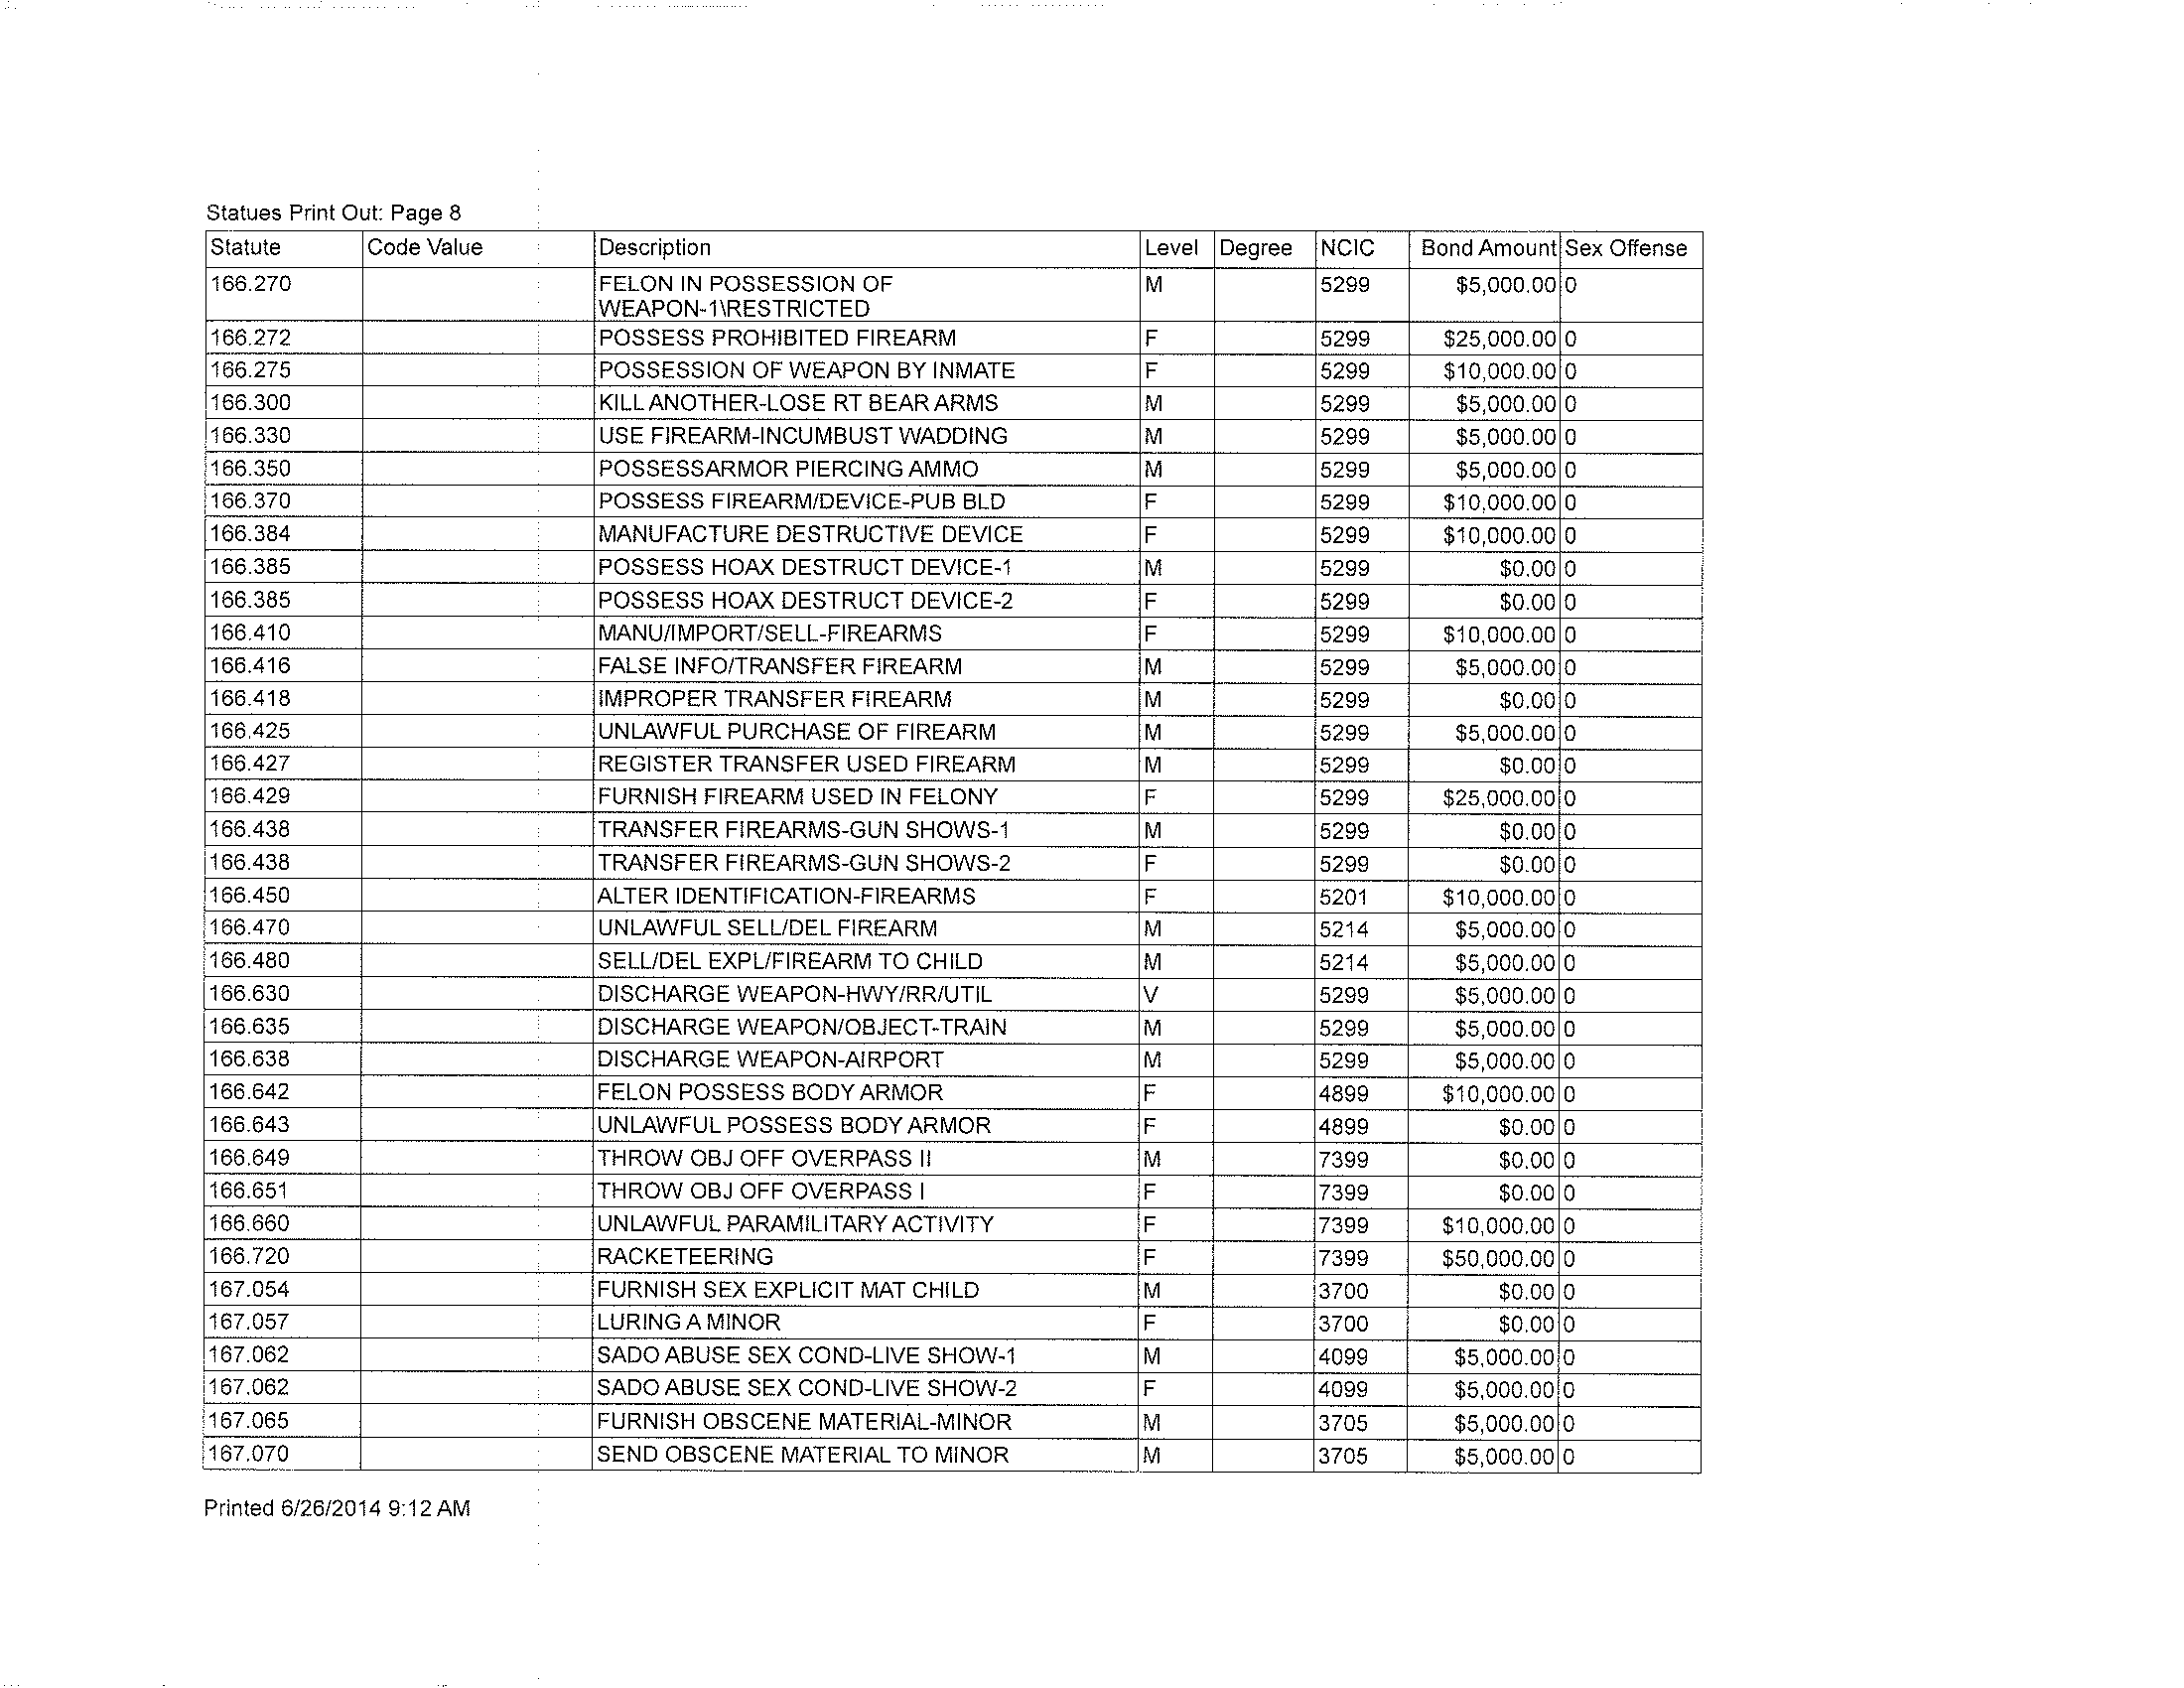 Statues Print Out: Page 8
Statute Code Value Description Level Degree NCIC Bond Amount Sex Offense
166.270 FELON IN POSSESSION OF M 5299 $5,000.00 0
WEAPON-1\RESTRICTED
166.272 POSSESS PROHIBITED FIREARM F 5299 $25,000.00 0
166.275 POSSESSION OF WEAPON BY INMATE F 5299 $10,000.00 0
166.300 KILL ANOTHER-LOSE RT BEAR ARMS M 5299 $5,000.00 0
166.330 USE FIREARM-INCUMBUST WADDING M 5299 $5,000.00 0
166.350 POSSESSARMOR PIERCING AMMO M 5299 $5,000.00 0
166.370 POSSESS FIREARM/DEVICE-PUB BLD F 5299 $10,000.00 0
166.384 MANUFACTURE DESTRUCTIVE DEVICE F 5299 $10,000.00 0
166.385 POSSESS HOAX DESTRUCT DEVICE-1 M 5299 $0.00 0
166.385 POSSESS HOAX DESTRUCT DEVICE-2 F 5299 $0.00 0
166.410 MANU/IMPORT/SELL-FIREARMS F 5299 $10,000.00 0
166.416 FALSE INFO/TRANSFER FIREARM M 5299 $5,000.00 0
166.418 IMPROPER TRANSFER FIREARM M 5299 $0.00 0
166.425 UNLAWFUL PURCHASE OF FIREARM M 5299 $5,000.00 0
166.427 REGISTER TRANSFER USED FIREARM M 5299 $0.00 0
166.429 FURNISH FIREARM USED IN FELONY F 5299 $25,000.00 0
166.438 TRANSFER FIREARMS-GUN SHOWS-1 M 5299 $0.00 0
166.438 TRANSFER FIREARMS-GUN SHOWS-2 F 5299 $0.00 0
166.450 ALTER IDENTIFICATION-FIREARMS F 5201 $10,000.00 0
166.470 UNLAWFUL SELL/DEL FIREARM M 5214 $5,000.00 0
166.480 SELL/DEL EXPL/FIREARM TO CHILD M 5214 $5,000.00 0
166.630 DISCHARGE WEAPON-HWY/RR/UTIL V 5299 $5,000.00 0
166.635 DISCHARGE WEAPON/OBJECT-TRAIN M 5299 $5,000.00 0
166.638 DISCHARGE WEAPON-AIRPORT M 5299 $5,000.00 0
166.642 FELON POSSESS BODY ARMOR F 4899 $10,000.00 0
166.643 UNLAWFUL POSSESS BODY ARMOR F 4899 $0.00 0
166.649 THROW OBJ OFF OVERPASS II M 7399 $0.00 0
166.651 THROW OBJ OFF OVERPASS I F 7399 $0.00 0
166.660 UNLAWFUL PARAMILITARY ACTIVITY F 7399 $10,000.00 0
166.720 RACKETEERING F 7399 $50,000.00 0
167.054 FURNISH SEX EXPLICIT MAT CHILD M 3700 $0.00 0
167.057 LURING A MINOR F 3700 $0.00 0
167.062 SADO ABUSE SEX COND-LIVE SHOW-1 M 4099 $5,000.00 0
167.062 SADO ABUSE SEX COND-LIVE SHOW-2 F 4099 $5,000.00 0
167.065 FURNISH OBSCENE MATERIAL-MINOR M 3705 $5,000.00 0
167.070 SEND OBSCENE MATERIAL TO MINOR M 3705 $5,000.00 0
Printed 6/26/2014 9:12 AM